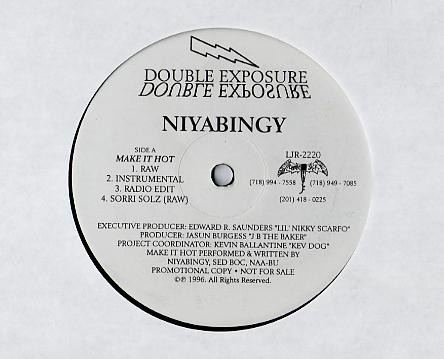 DOUBLE EXPOSURE
DOUBLE EXPOSURE
NIYABINGY
SIDE A
MAKE IT HOT
1. RAW
2. INSTRUMENTAL
3. RADIO EDIT
4. SORRI SOLZ (RAW)
LJR-2220
(718) 994 - 7558 (718) 949 - 7085
(201) 418 - 0225
EXECUTIVE PRODUCER: EDWARD R. SAUNDERS "LIL' NIKKY SCARFO"
PRODUCER: JASUN BURGESS "J B THE BAKER"
PROJECT COORDINATOR: KEVIN BALLANTINE "KEV DOG"
MAKE IT HOT PERFORMED & WRITTEN BY
NIYABINGY, SED BOC, NAA-BU
PROMOTIONAL COPY • NOT FOR SALE
©℗ 1996. All Rights Reserved.